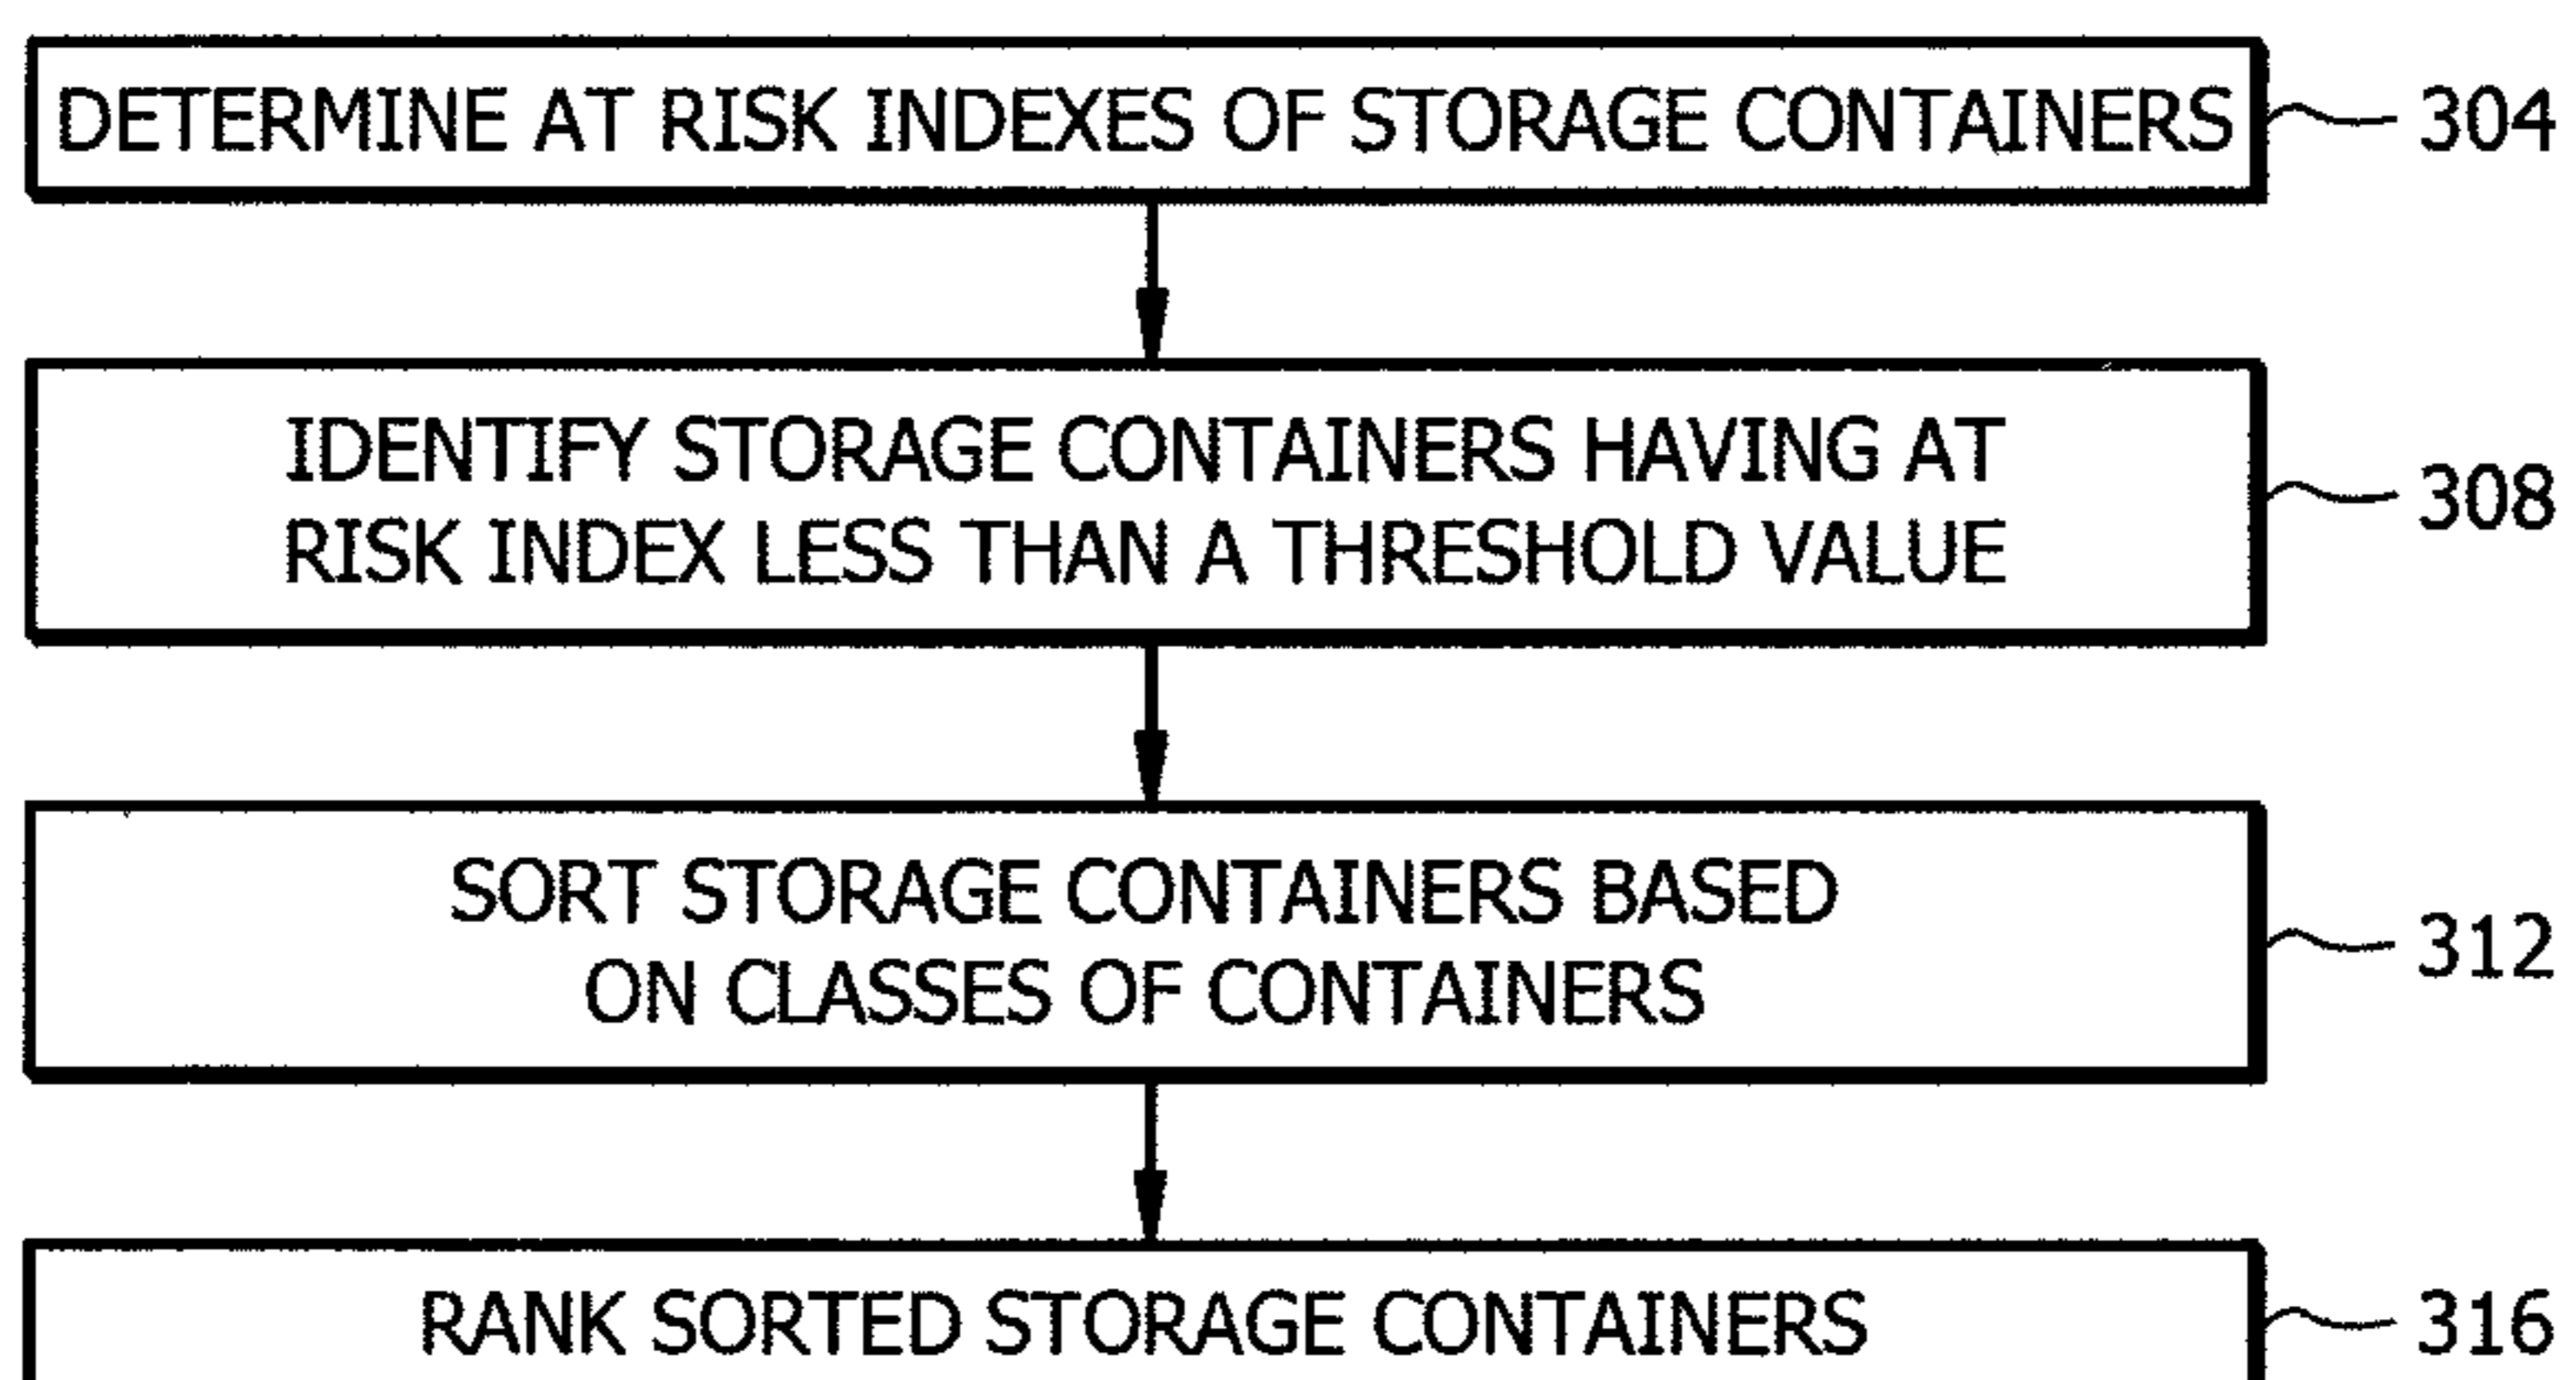 DETERMINE AT RISK INDEXES OF STORAGE CONTAINERS
304
IDENTIFY STORAGE CONTAINERS HAVING AT
RISK INDEX LESS THAN A THRESHOLD VALUE
308
SORT STORAGE CONTAINERS BASED
ON CLASSES OF CONTAINERS
312
RANK SORTED STORAGE CONTAINERS
316